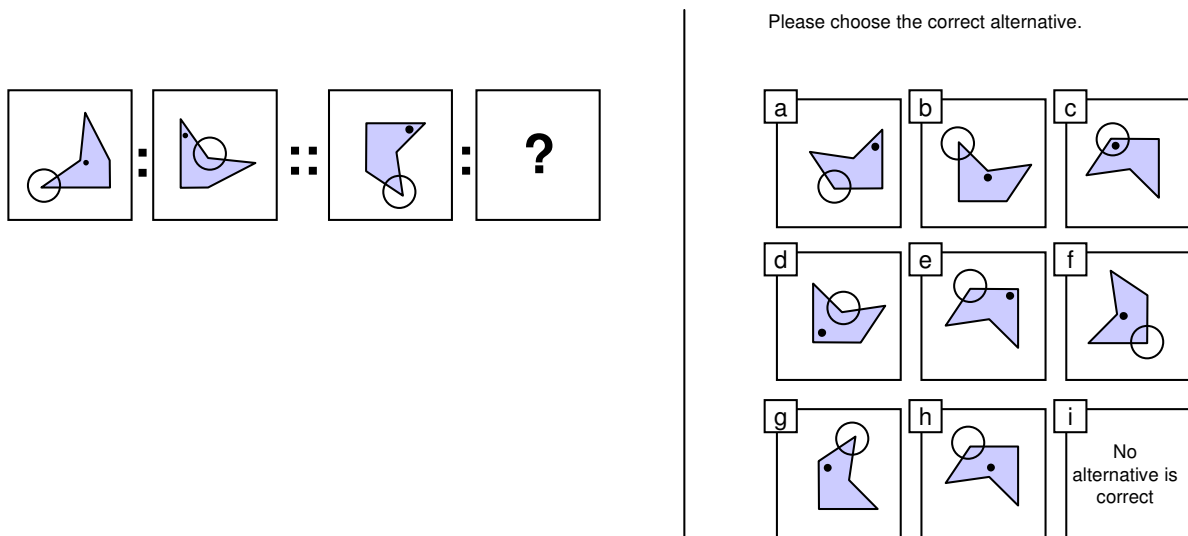 Please choose the correct alternative.
: :: : ?
a
b
c
d
e
f
g
h
i
No
alternative is
correct